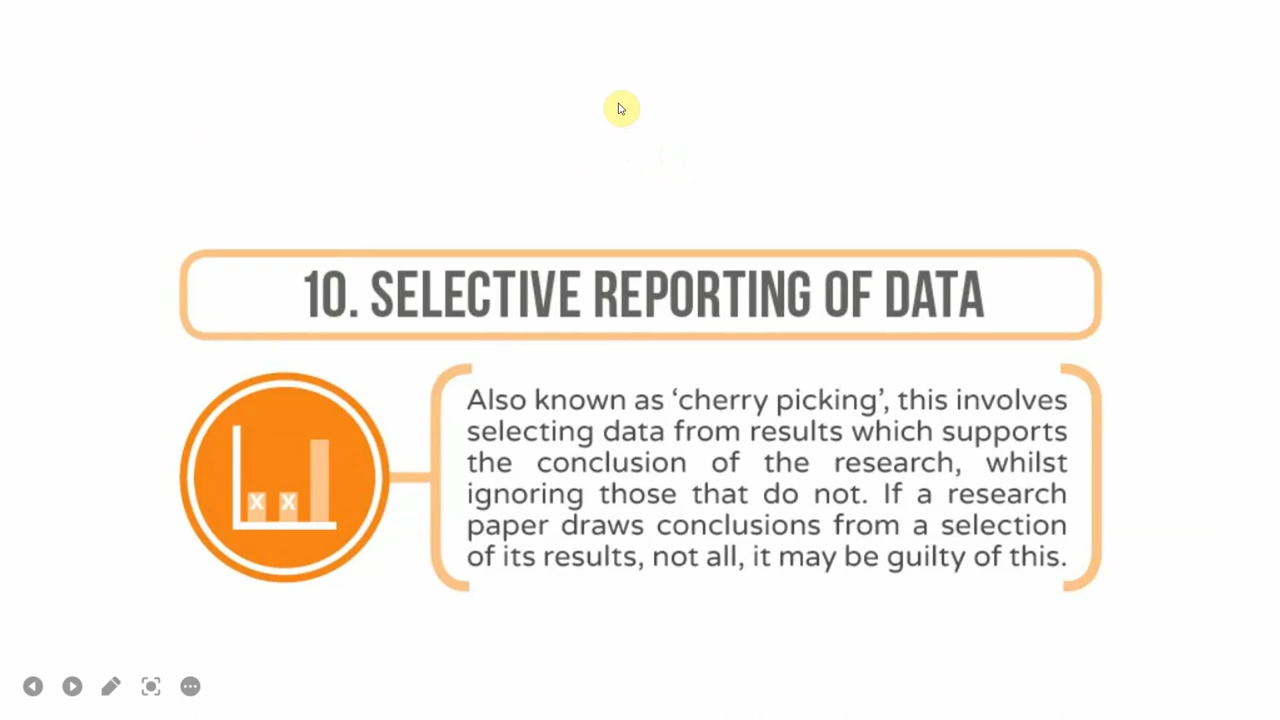 10. SELECTIVE REPORTING OF DATA
Also known as ‘cherry picking’, this involves
selecting data from results which supports
the conclusion of the research, whilst
ignoring those that do not. If a research
paper draws conclusions from a selection
of its results, not all, it may be guilty of this.
X X